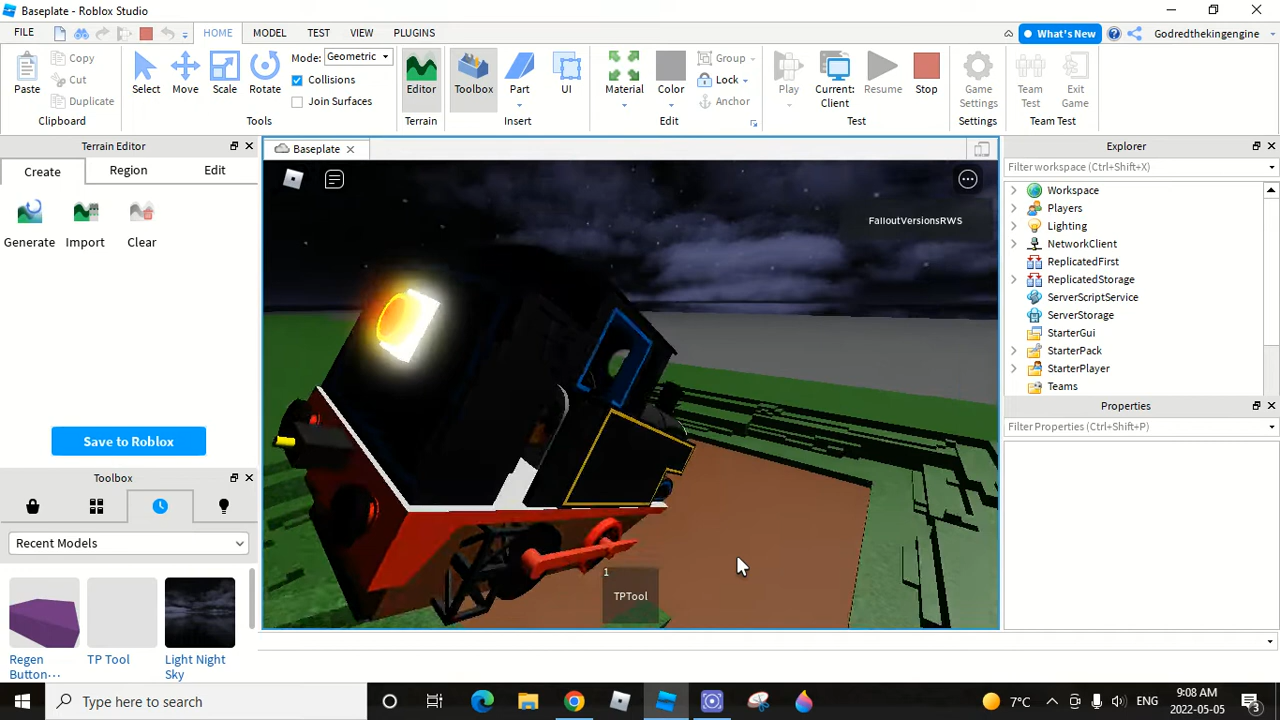 Baseplate - Roblox Studio
FILE
HOME
MODEL
TEST
VIEW
PLUGINS
What's New
Godredthekingengine
Paste
Copy
Cut
Duplicate
Clipboard
Select
Move
Scale
Rotate
Mode: Geometric
Collisions
Join Surfaces
Tools
Editor
Terrain
Toolbox
Part
UI
Insert
Material
Color
Group
Lock
Anchor
Edit
Play
Current:
Client
Resume
Stop
Test
Game
Settings
Settings
Team
Test
Exit
Game
Team Test
Terrain Editor
Create
Region
Edit
Generate
Import
Clear
Save to Roblox
Toolbox
Recent Models
Regen
Button...
TP Tool
Light Night
Sky
Baseplate
FalloutVersionsRWS
1
TPTool
Explorer
Filter workspace (Ctrl+Shift+X)
Workspace
Players
Lighting
NetworkClient
ReplicatedFirst
ReplicatedStorage
ServerScriptService
ServerStorage
StarterGui
StarterPack
StarterPlayer
Teams
Properties
Filter Properties (Ctrl+Shift+P)
Type here to search
7°C
ENG
9:08 AM
2022-05-05
3